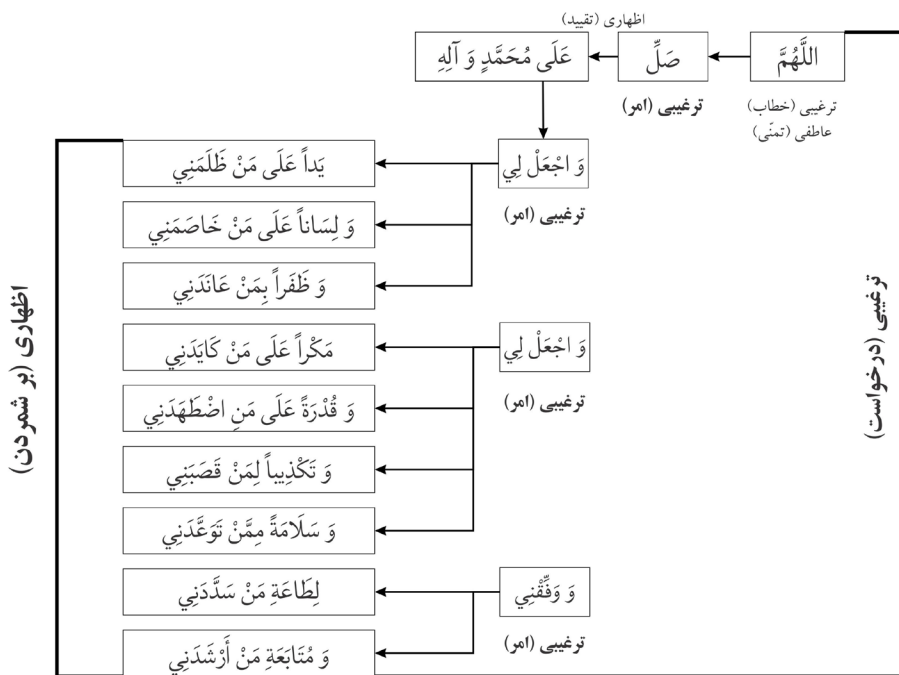 اظهاری (تقیید)
اللَّهُمَّ
صَلِّ
عَلَى مُحَمَّدٍ وَ آلِهِ
ترغیبی (خطاب)
عاطفی (تمنّی)
ترغیبی (امر)
وَ اجْعَلْ لِي
ترغیبی (امر)
يَداً عَلَى مَنْ ظَلَمَنِي
وَ لِسَاناً عَلَى مَنْ خَاصَمَنِي
وَ ظَفَراً بِمَنْ عَانَدَنِي
وَ اجْعَلْ لِي
ترغیبی (امر)
مَكْراً عَلَى مَنْ كَايَدَنِي
وَ قُدْرَةً عَلَى مَنِ اضْطَهَدَنِي
وَ تَكْذِيباً لِمَنْ قَصَبَنِي
وَ سَلَامَةً مِمَّنْ تَوَعَّدَنِي
وَ وَفِّقْنِي
ترغیبی (امر)
لِطَاعَةِ مَنْ سَدَّدَنِي
وَ مُتَابَعَةِ مَنْ أَرْشَدَنِي
ترغیبی (درخواست)
اظهاری (بر شمردن)